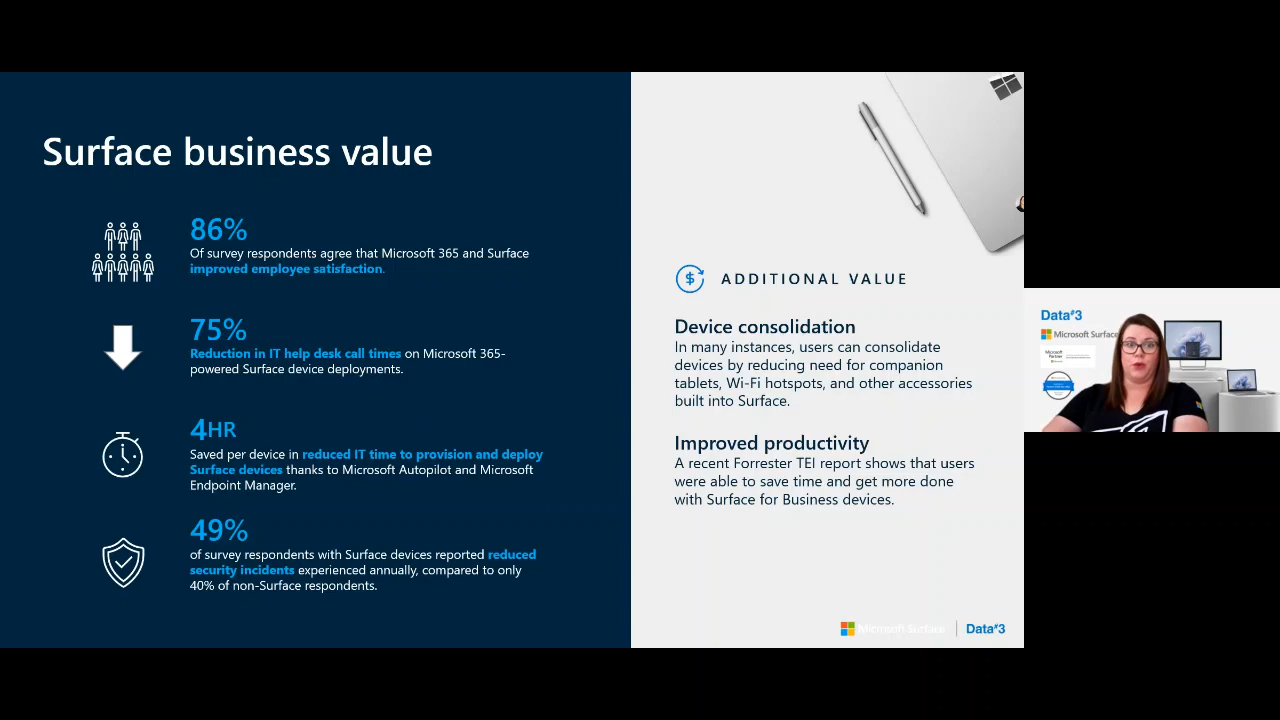 Surface business value
86%
Of survey respondents agree that Microsoft 365 and Surface
improved employee satisfaction.
75%
Reduction in IT help desk call times on Microsoft 365-
powered Surface device deployments.
4HR
Saved per device in reduced IT time to provision and deploy
Surface devices thanks to Microsoft Autopilot and Microsoft
Endpoint Manager.
49%
of survey respondents with Surface devices reported reduced
security incidents experienced annually, compared to only
40% of non-Surface respondents.
$ ADDITIONAL VALUE
Device consolidation
In many instances, users can consolidate
devices by reducing need for companion
tablets, Wi-Fi hotspots, and other accessories
built into Surface.
Improved productivity
A recent Forrester TEI report shows that users
were able to save time and get more done
with Surface for Business devices.
Microsoft Surface Data#3
Data#3
Microsoft Surface
Microsoft
Partner